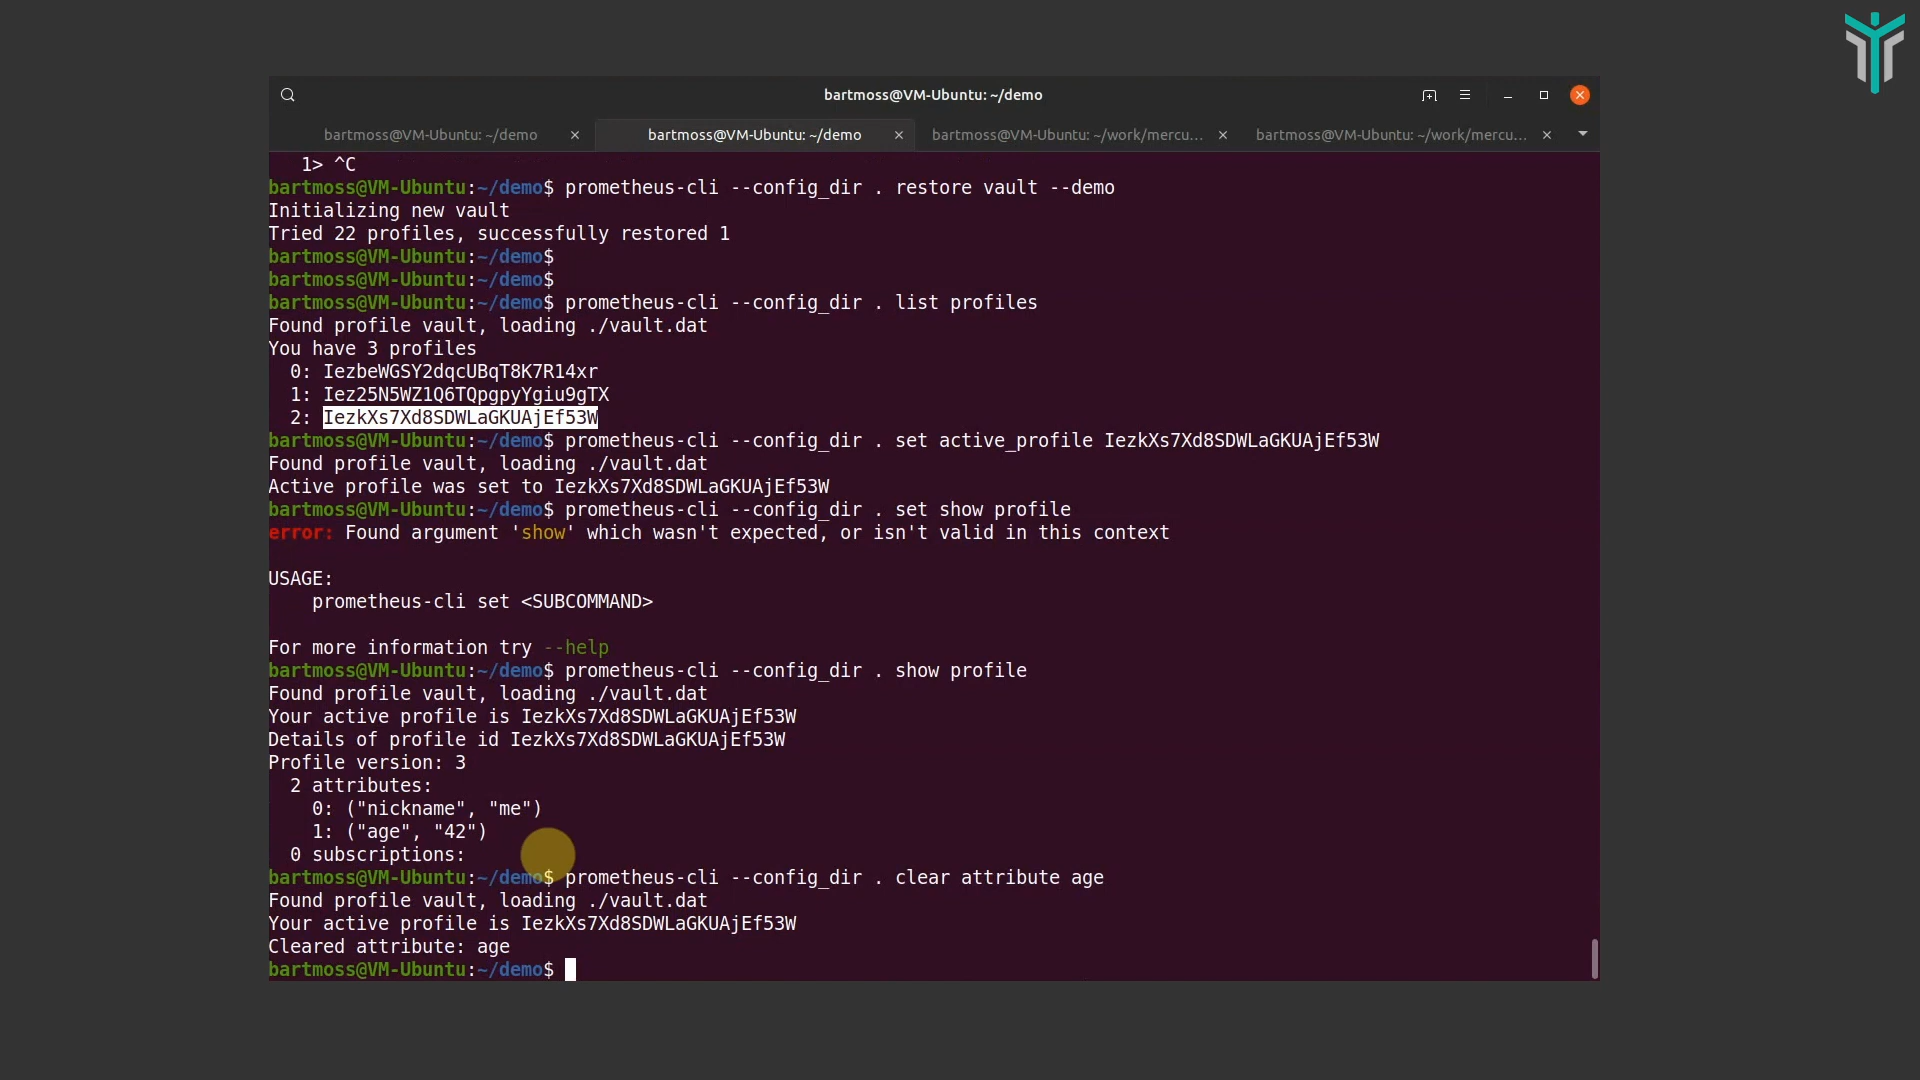 bartmoss@VM-Ubuntu: ~/demo
bartmoss@VM-Ubuntu: ~/demo
bartmoss@VM-Ubuntu: ~/demo
bartmoss@VM-Ubuntu: ~/work/mercu...
bartmoss@VM-Ubuntu: ~/work/mercu...
1> ^C
bartmoss@VM-Ubuntu:~/demo$ prometheus-cli --config_dir . restore vault --demo
Initializing new vault
Tried 22 profiles, successfully restored 1
bartmoss@VM-Ubuntu:~/demo$
bartmoss@VM-Ubuntu:~/demo$
bartmoss@VM-Ubuntu:~/demo$ prometheus-cli --config_dir . list profiles
Found profile vault, loading ./vault.dat
You have 3 profiles
0: IezbeWGSY2dqcUBqT8K7R14xr
1: Iez25N5WZ1Q6TQpgpyYgiu9gTX
2: IezkXs7Xd8SDWLaGKUAjEf53W
bartmoss@VM-Ubuntu:~/demo$ prometheus-cli --config_dir . set active_profile IezkXs7Xd8SDWLaGKUAjEf53W
Found profile vault, loading ./vault.dat
Active profile was set to IezkXs7Xd8SDWLaGKUAjEf53W
bartmoss@VM-Ubuntu:~/demo$ prometheus-cli --config_dir . set show profile
error: Found argument 'show' which wasn't expected, or isn't valid in this context
USAGE:
prometheus-cli set <SUBCOMMAND>
For more information try --help
bartmoss@VM-Ubuntu:~/demo$ prometheus-cli --config_dir . show profile
Found profile vault, loading ./vault.dat
Your active profile is IezkXs7Xd8SDWLaGKUAjEf53W
Details of profile id IezkXs7Xd8SDWLaGKUAjEf53W
Profile version: 3
2 attributes:
0: ("nickname", "me")
1: ("age", "42")
0 subscriptions:
bartmoss@VM-Ubuntu:~/demo$ prometheus-cli --config_dir . clear attribute age
Found profile vault, loading ./vault.dat
Your active profile is IezkXs7Xd8SDWLaGKUAjEf53W
Cleared attribute: age
bartmoss@VM-Ubuntu:~/demo$